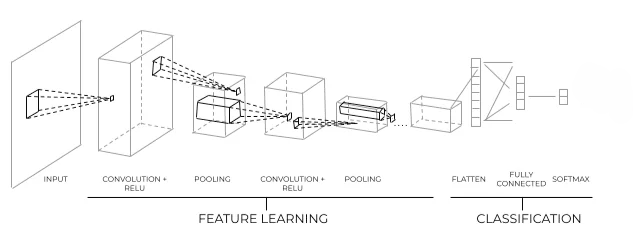 INPUT
CONVOLUTION +
RELU
POOLING
CONVOLUTION +
RELU
POOLING
FLATTEN
FULLY
CONNECTED
SOFTMAX
FEATURE LEARNING
CLASSIFICATION